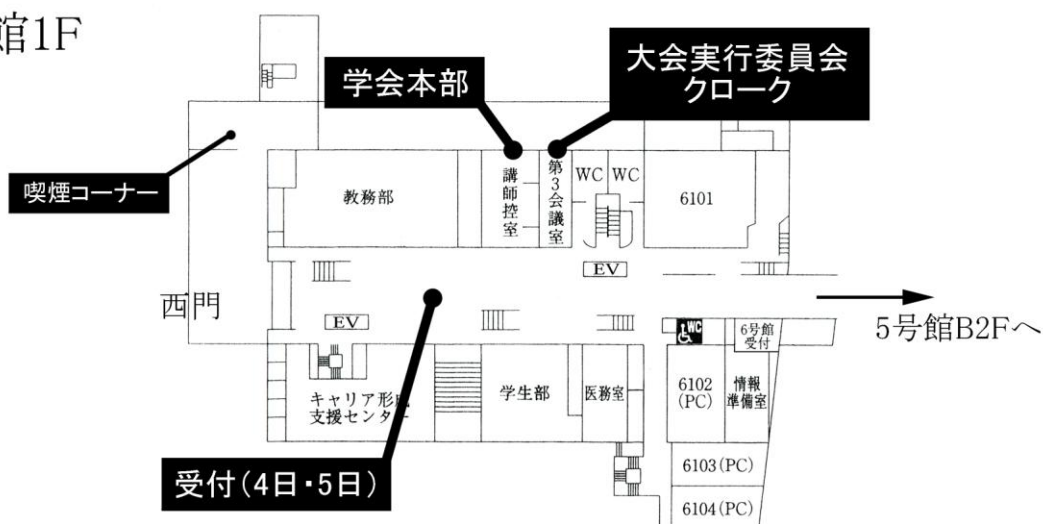 館1F
学会本部
大会実行委員会
クローク
喫煙コーナー
教務部
講師控室
第3会議室
WC
WC
6101
EV
西門
EV
5号館B2Fへ
WC
6号館
受付
キャリア形成
支援センター
学生部
医務室
6102
(PC)
情報
準備室
受付(4日・5日)
6103(PC)
6104(PC)